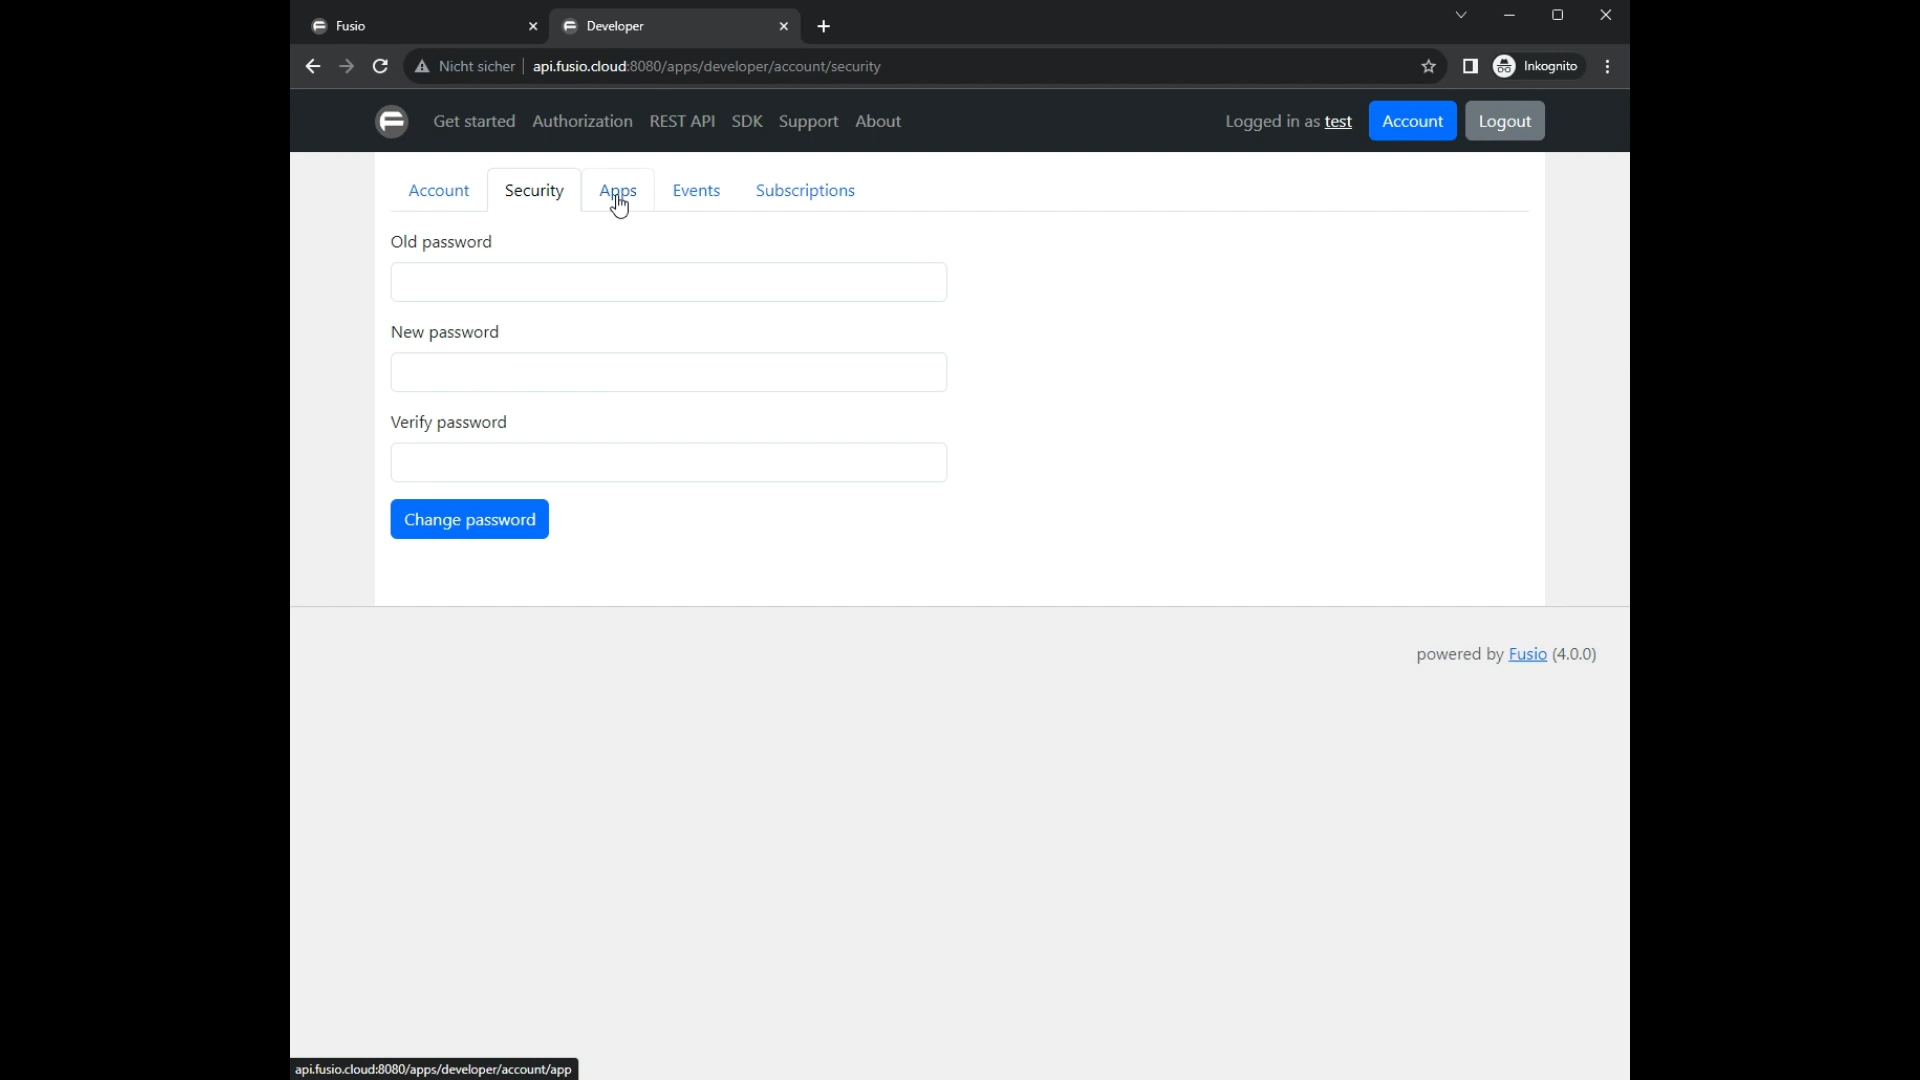 Fusio
Developer
Nicht sicher
api.fusio.cloud:8080/apps/developer/account/security
Inkognito
Get started
Authorization
REST API
SDK
Support
About
Logged in as test
Account
Logout
Account
Security
Apps
Events
Subscriptions
Old password
New password
Verify password
Change password
powered by Fusio (4.0.0)
api.fusio.cloud:8080/apps/developer/account/app